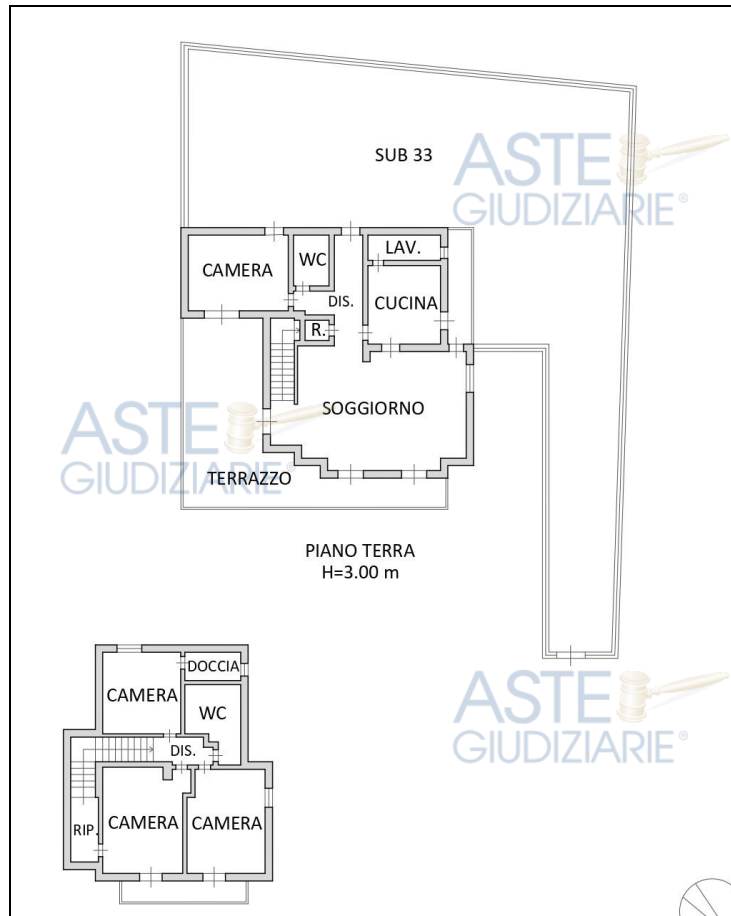 SUB 33
ASTE
GIUDIZIARIE®
CAMERA
WC
LAV.
DIS.
CUCINA
R.
SOGGIORNO
ASTE
GIUDIZIARIE®
TERRAZZO
PIANO TERRA
H=3.00 m
DOCCIA
CAMERA
WC
DIS.
ASTE
GIUDIZIARIE®
RIP.
CAMERA
CAMERA